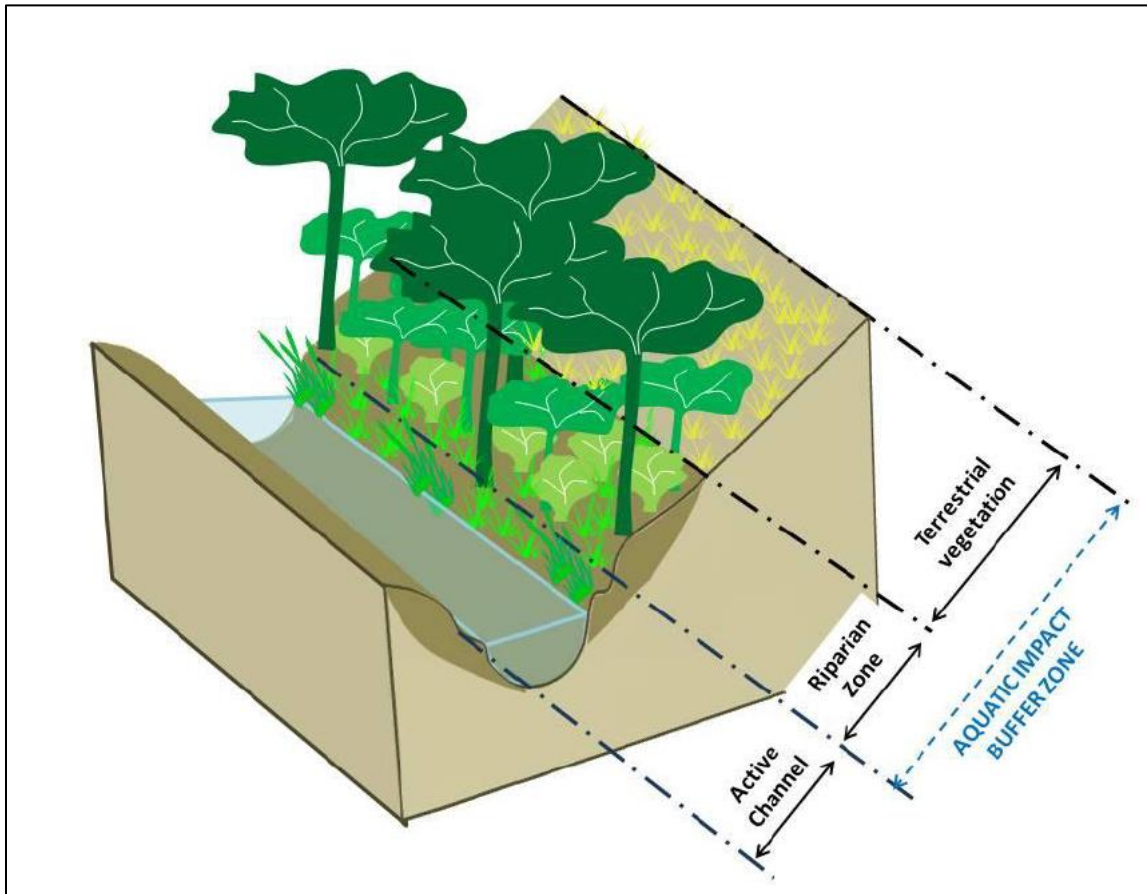 Terrestrial
vegetation
Riparian
Zone
Active
Channel
AQUATIC IMPACT
BUFFER ZONE